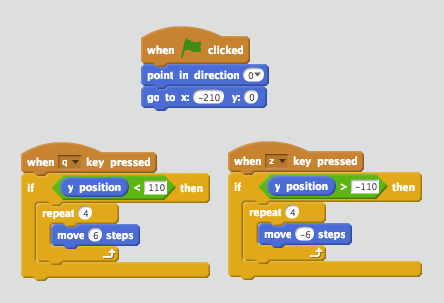 when clicked
point in direction 0
go to x: -210 y: 0
when q key pressed
if y position < 110 then
repeat 4
move 6 steps
when z key pressed
if y position > -110 then
repeat 4
move -6 steps